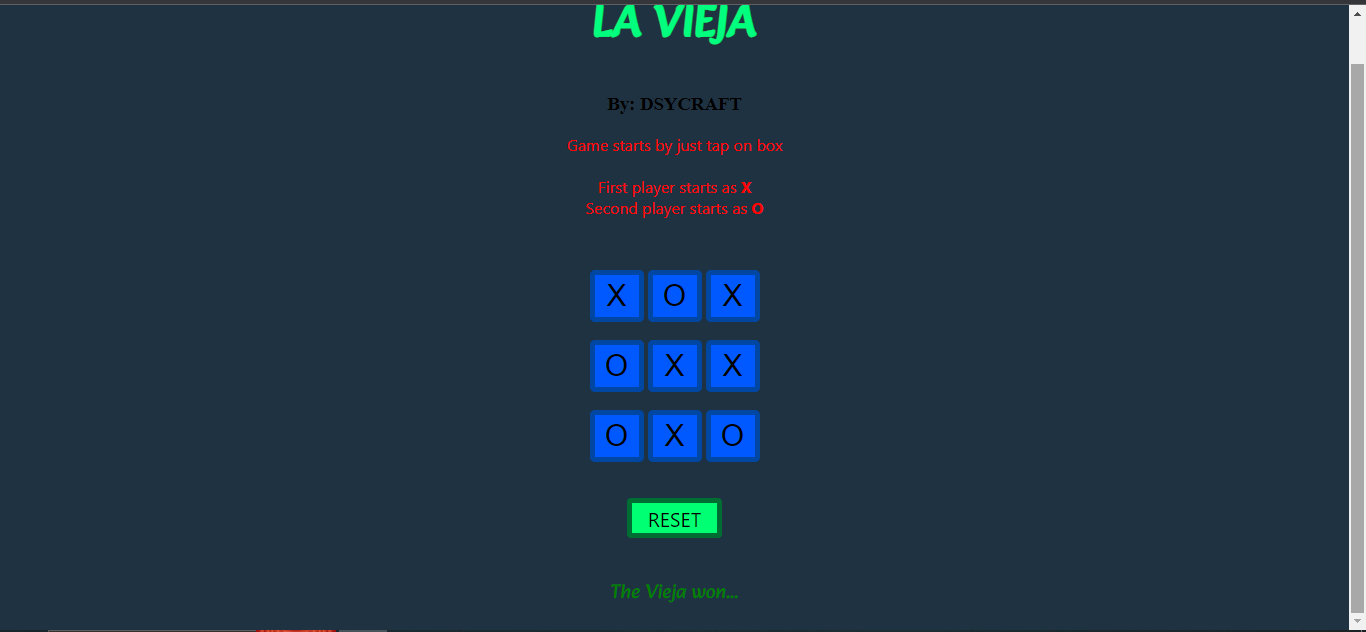 LA VIEJA
By: DSYCRAFT
Game starts by just tap on box
First player starts as X
Second player starts as O
X O X
O X X
O X O
RESET
The Vieja won...